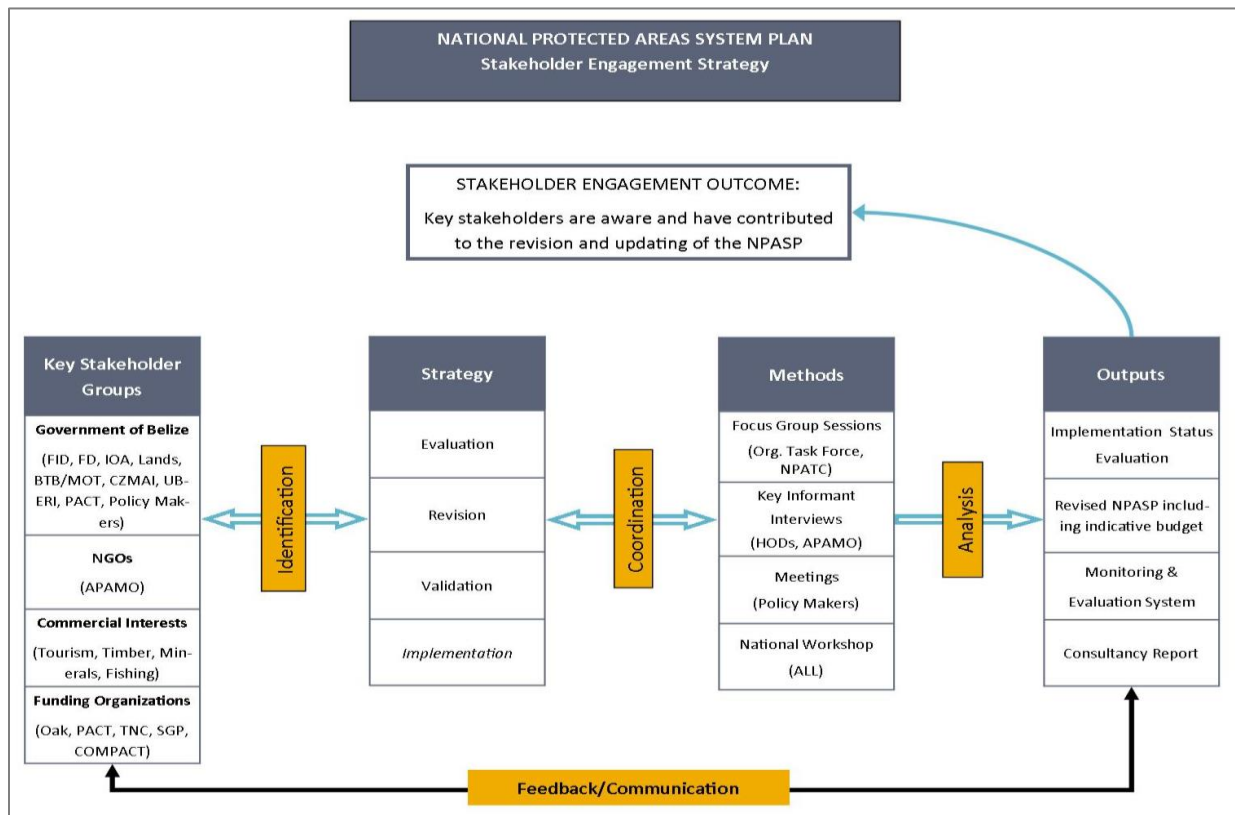 NATIONAL PROTECTED AREAS SYSTEM PLAN
Stakeholder Engagement Strategy
STAKEHOLDER ENGAGEMENT OUTCOME:
Key stakeholders are aware and have contributed
to the revision and updating of the NPASP
Key Stakeholder
Groups
Government of Belize
(FID, FD, IOA, Lands,
BTB/MOT, CZMAI, UB-
ERI, PACT, Policy Mak-
ers)
NGOs
(APAMO)
Commercial Interests
(Tourism, Timber, Min-
erals, Fishing)
Funding Organizations
(Oak, PACT, TNC, SGP,
COMPACT)
Identification
Strategy
Evaluation
Revision
Validation
Implementation
Coordination
Methods
Focus Group Sessions
(Org. Task Force,
NPATC)
Key Informant
Interviews
(HODs, APAMO)
Meetings
(Policy Makers)
National Workshop
(ALL)
Analysis
Outputs
Implementation Status
Evaluation
Revised NPASP includ-
ing indicative budget
Monitoring &
Evaluation System
Consultancy Report
Feedback/Communication